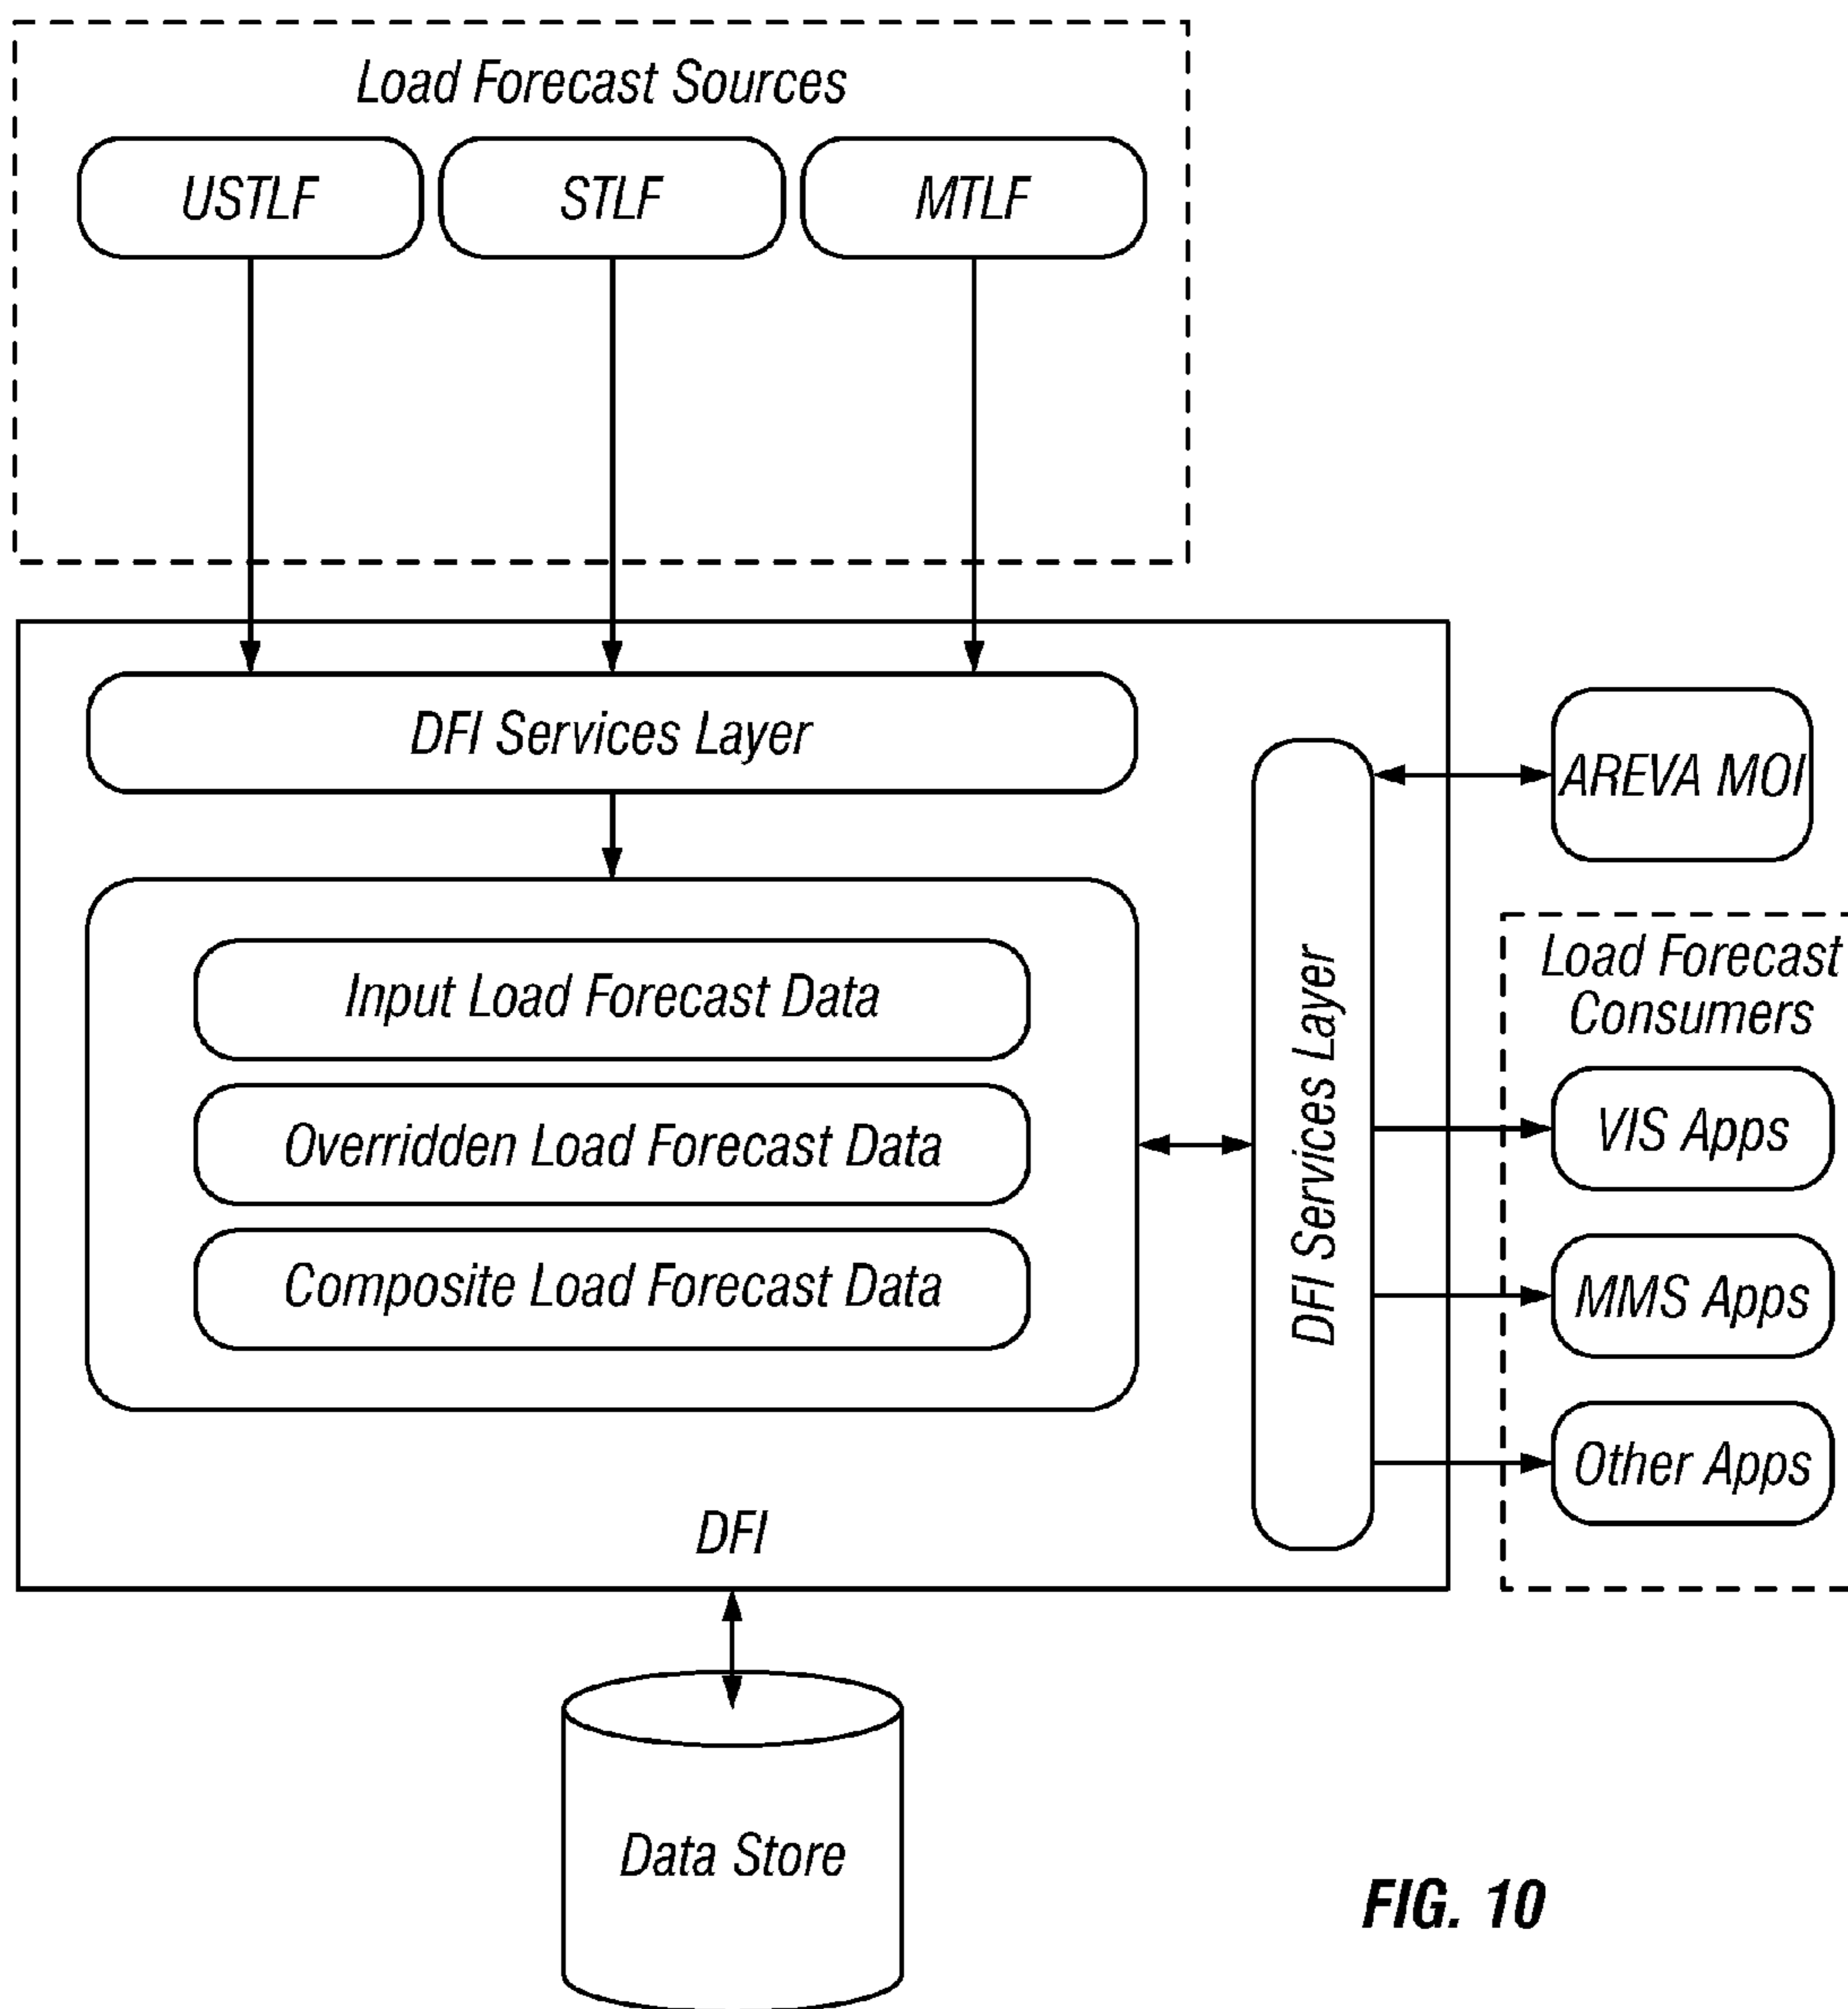 Load Forecast Sources
USTLF
STLF
MTLF
DFI Services Layer
AREVA MOI
Input Load Forecast Data
Overridden Load Forecast Data
Composite Load Forecast Data
DFI Services Layer
Load Forecast
Consumers
VIS Apps
MMS Apps
Other Apps
DFI
Data Store
FIG. 10